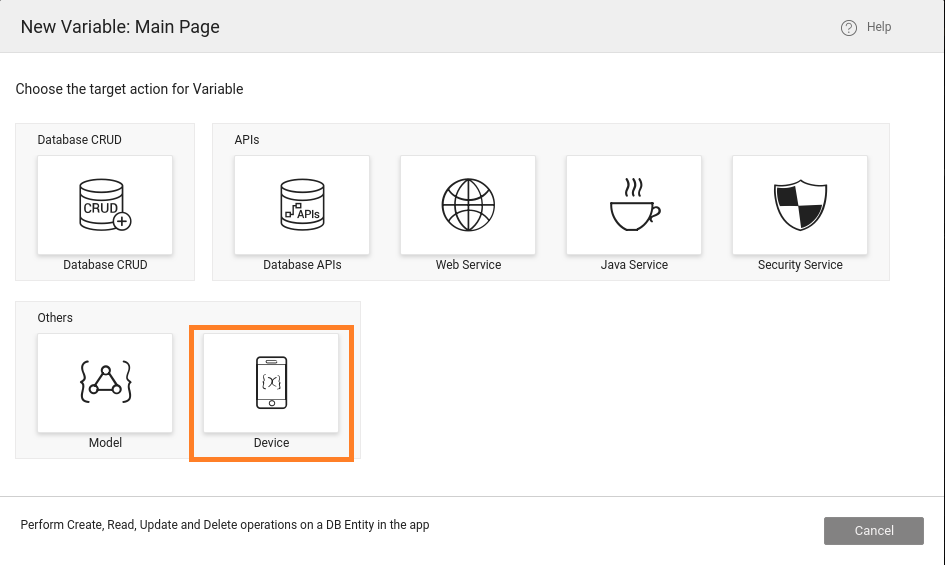 New Variable: Main Page
? Help
Choose the target action for Variable
Database CRUD
APIs
CRUD
APIs
Database CRUD
Database APIs
Web Service
Java Service
Security Service
Others
{x}
Model
Device
Perform Create, Read, Update and Delete operations on a DB Entity in the app
Cancel